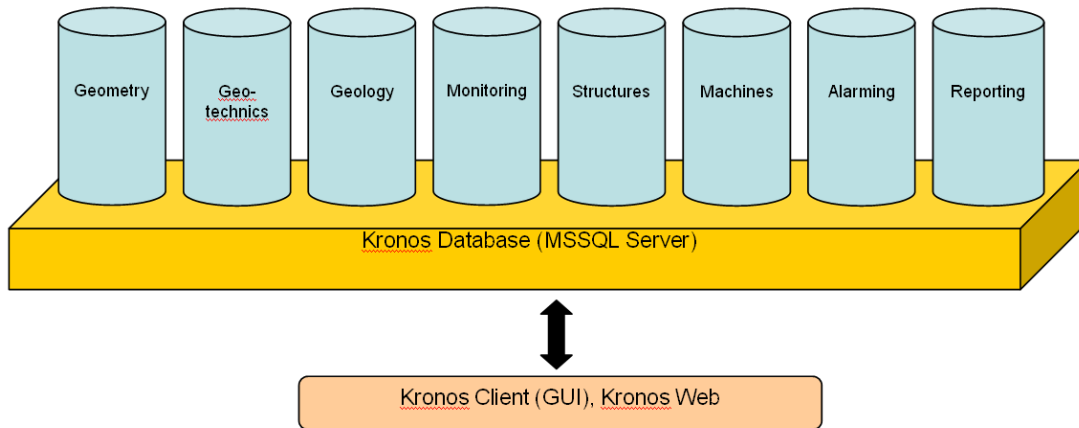 Geometry
Geo-
technics
Geology
Monitoring
Structures
Machines
Alarming
Reporting
Kronos Database (MSSQL Server)
Kronos Client (GUI), Kronos Web